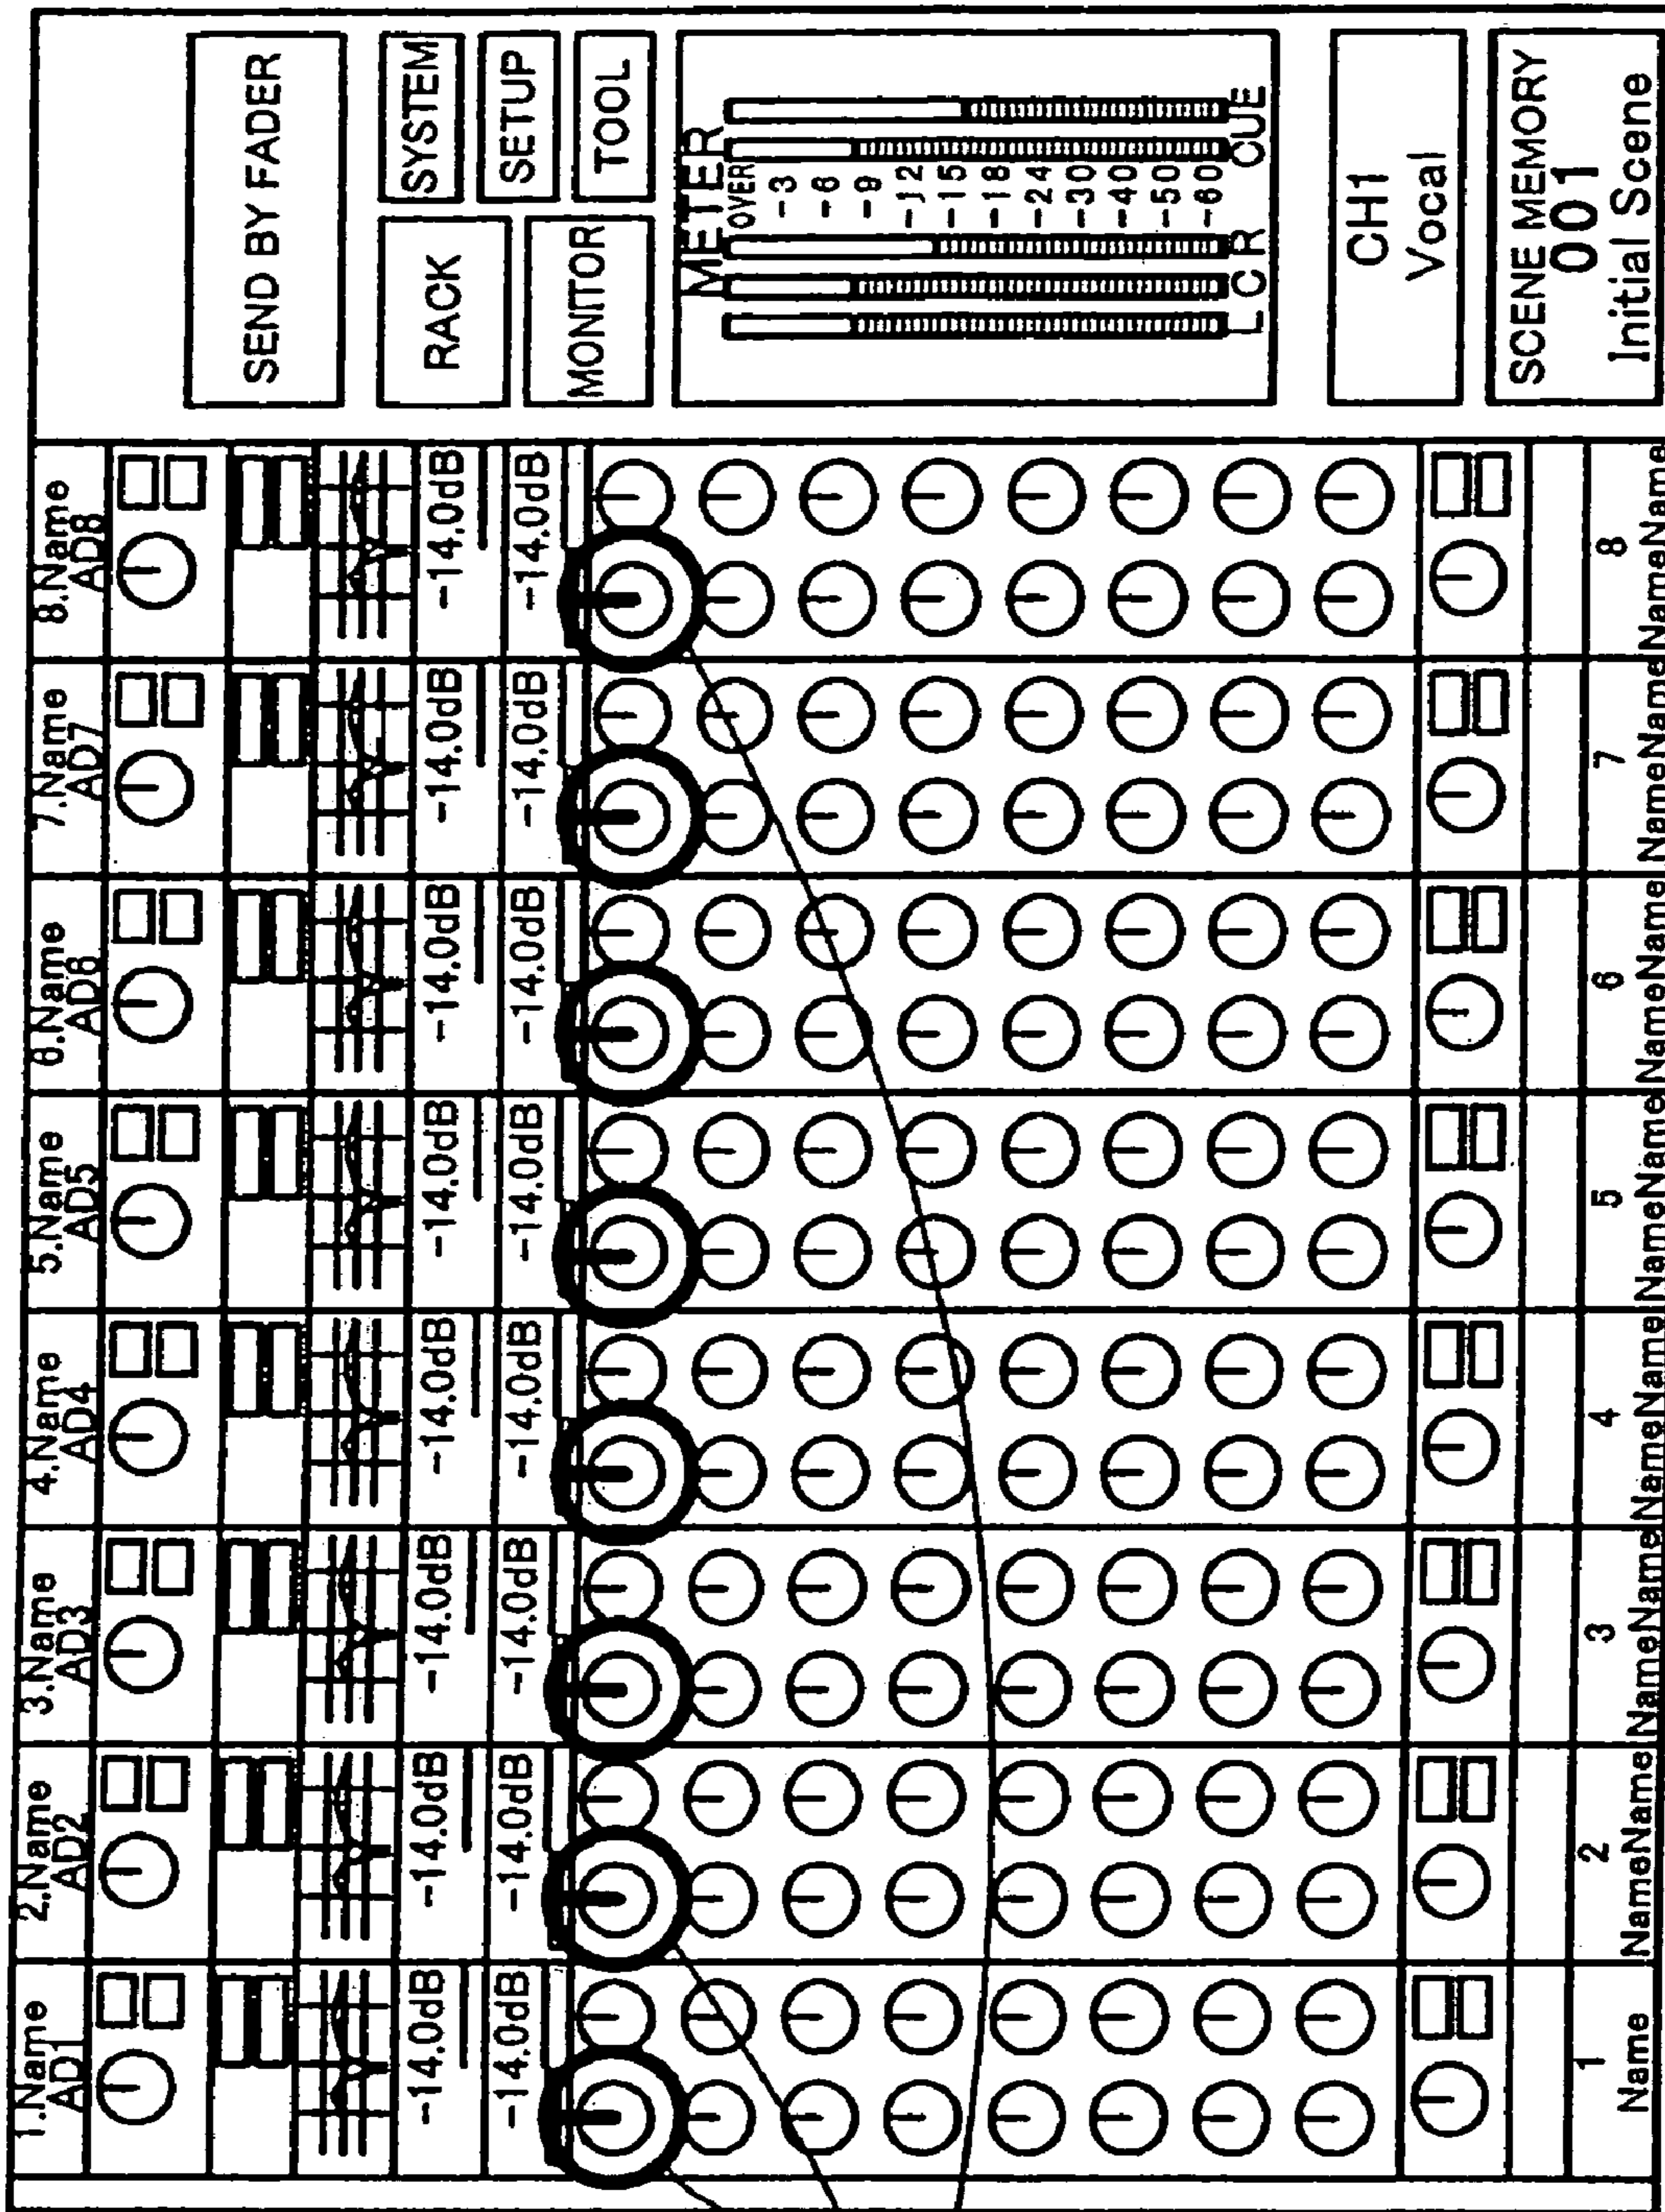 1.Name
AD1
2.Name
AD2
3.Name
AD3
4.Name
AD4
5.Name
AD5
6.Name
AD6
7.Name
AD7
8.Name
AD8
SEND BY FADER
-14.0dB
-14.0dB
-14.0dB
-14.0dB
-14.0dB
-14.0dB
-14.0dB
-14.0dB
RACK
SYSTEM
MONITOR
SETUP
TOOL
-14.0dB
-14.0dB
-14.0dB
-14.0dB
-14.0dB
-14.0dB
-14.0dB
-14.0dB
METER
OVER
-3
-6
-9
-12
-15
-18
-24
-30
-40
-50
-60
L C R CUE
CH1
Vocal
SCENE MEMORY
001
Initial Scene
1 2 3 4 5 6 7 8
Name NameName NameName NameName NameName NameName NameName NameName